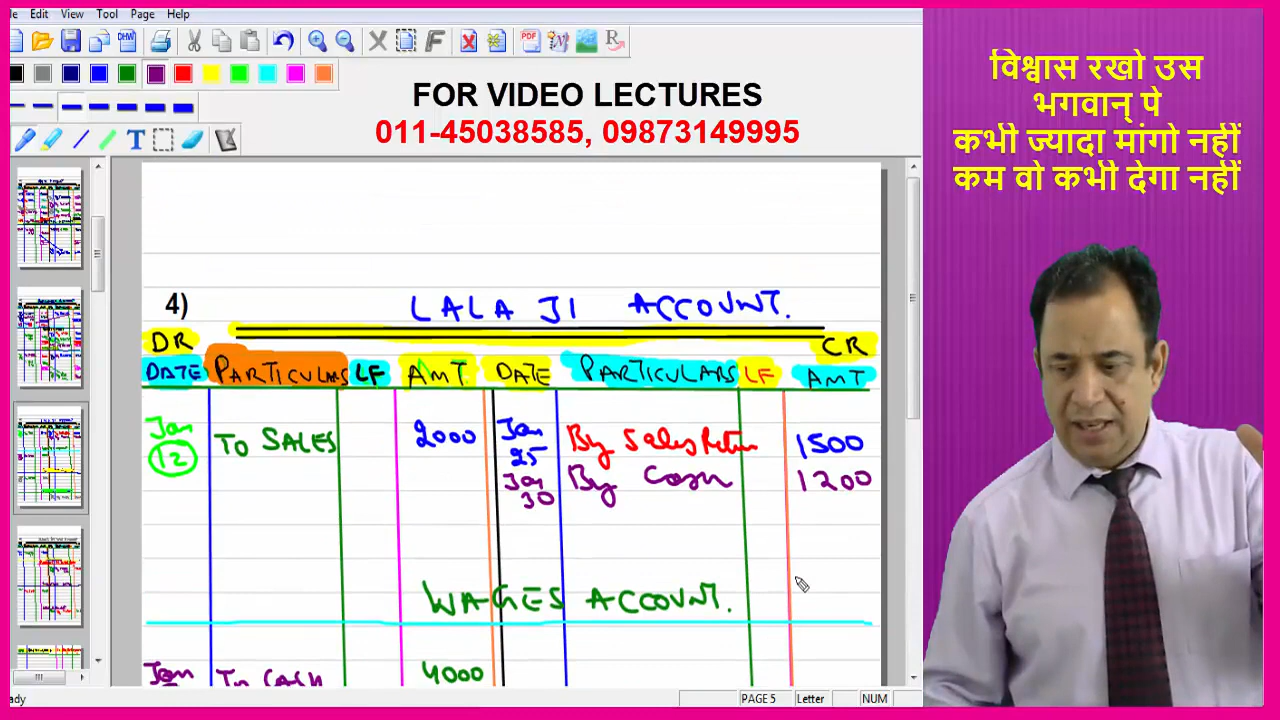 Edit View Tool Page Help
PDF
FOR VIDEO LECTURES
011-45038585, 09873149995
विश्वास रखो उस
भगवान् पे
कभी ज्यादा मांगो नहीं
कम वो कभी देगा नहीं
4) LALA JI ACCOUNT.
DR CR
DATE PARTICULARS LF AMT DATE PARTICULARS LF AMT
Jan 12 To SALES 2000 Jan 25 By Sales Return 1500
Jan 30 By Cash 1200
WAGES ACCOUNT.
Jan To CASH 4000
PAGE 5 Letter NUM